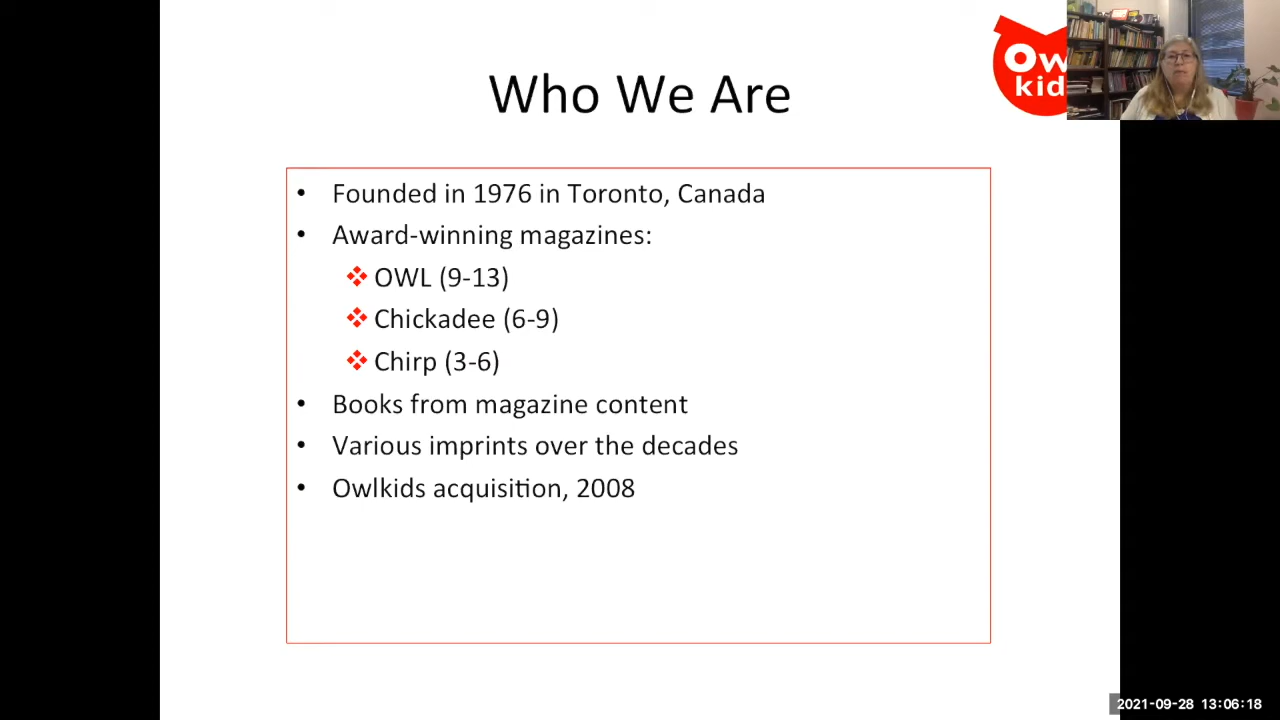 Who We Are
Ow
kid
• Founded in 1976 in Toronto, Canada
• Award-winning magazines:
❖ OWL (9-13)
❖ Chickadee (6-9)
❖ Chirp (3-6)
• Books from magazine content
• Various imprints over the decades
• Owlkids acquisition, 2008
2021-09-28 13:06:18